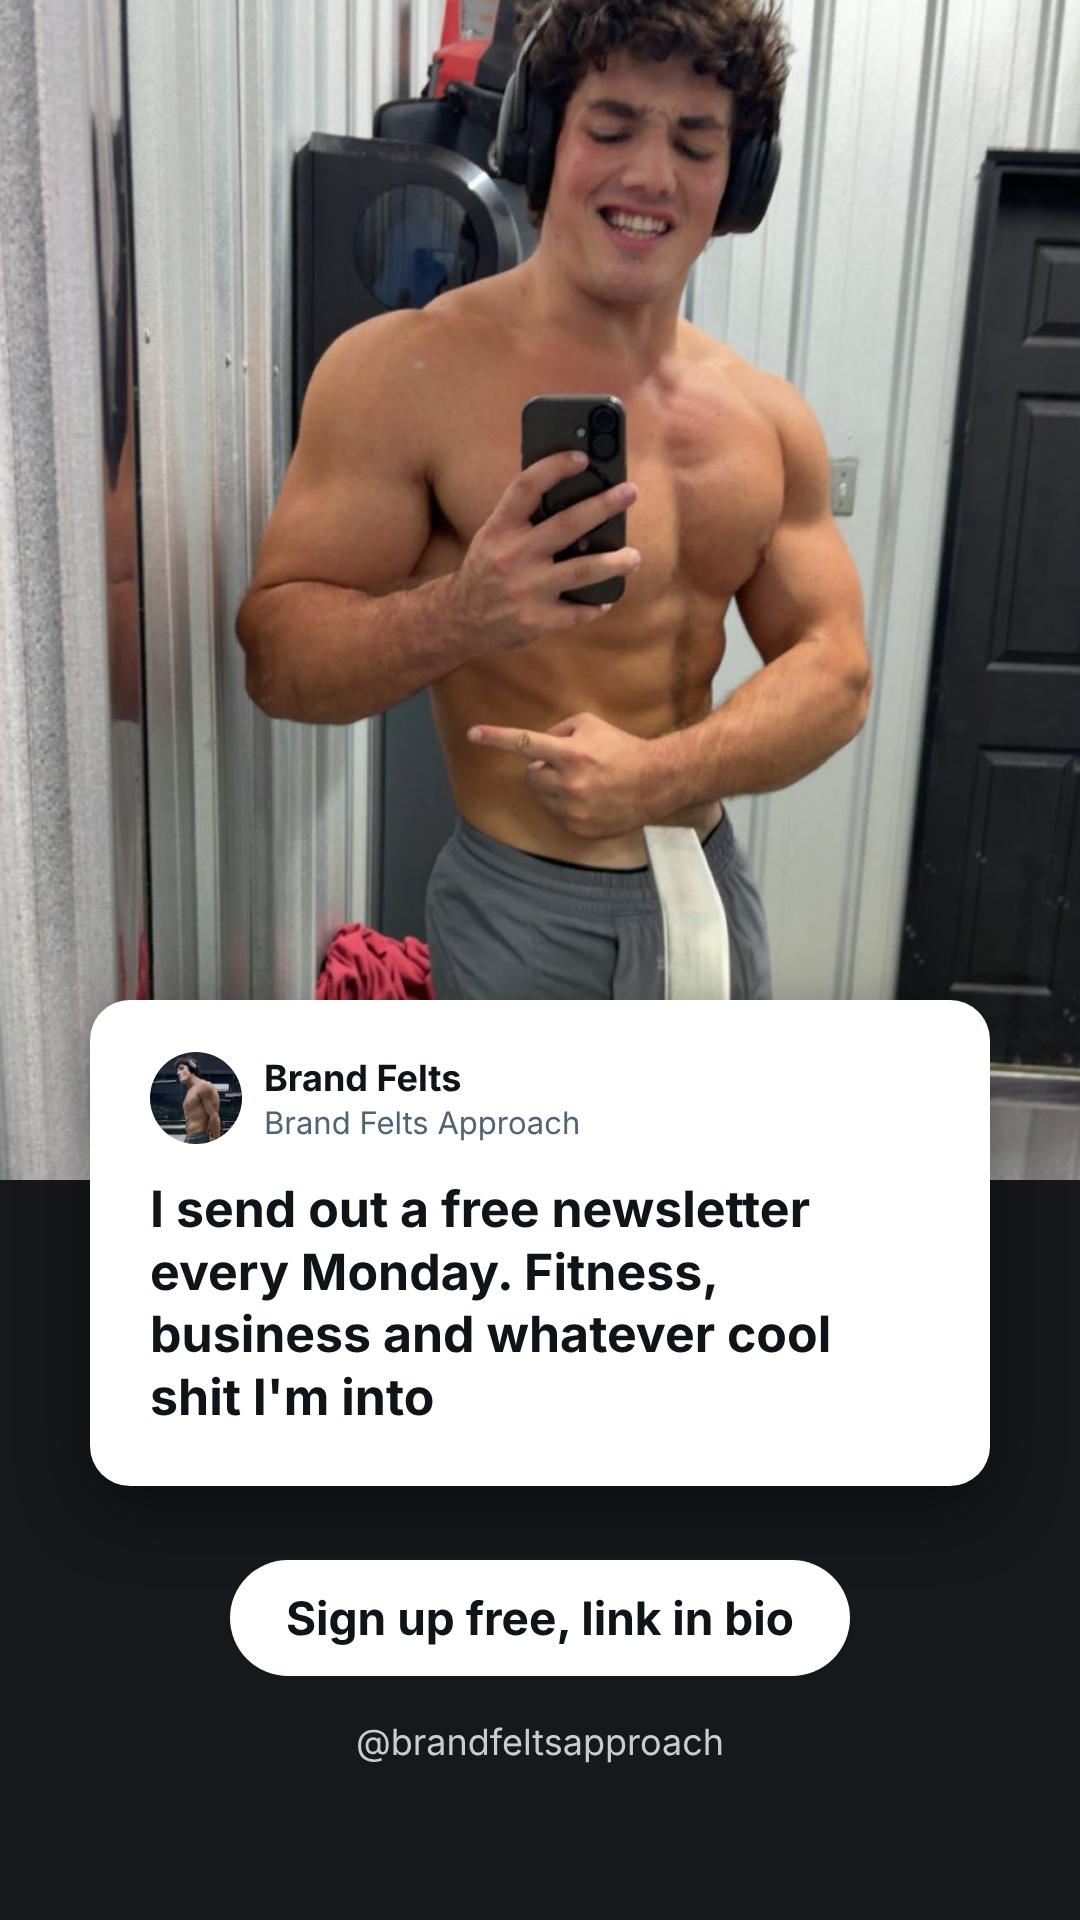 Brand Felts
Brand Felts Approach
I send out a free newsletter
every Monday. Fitness,
business and whatever cool
shit I'm into
Sign up free, link in bio
@brandfeltsapproach